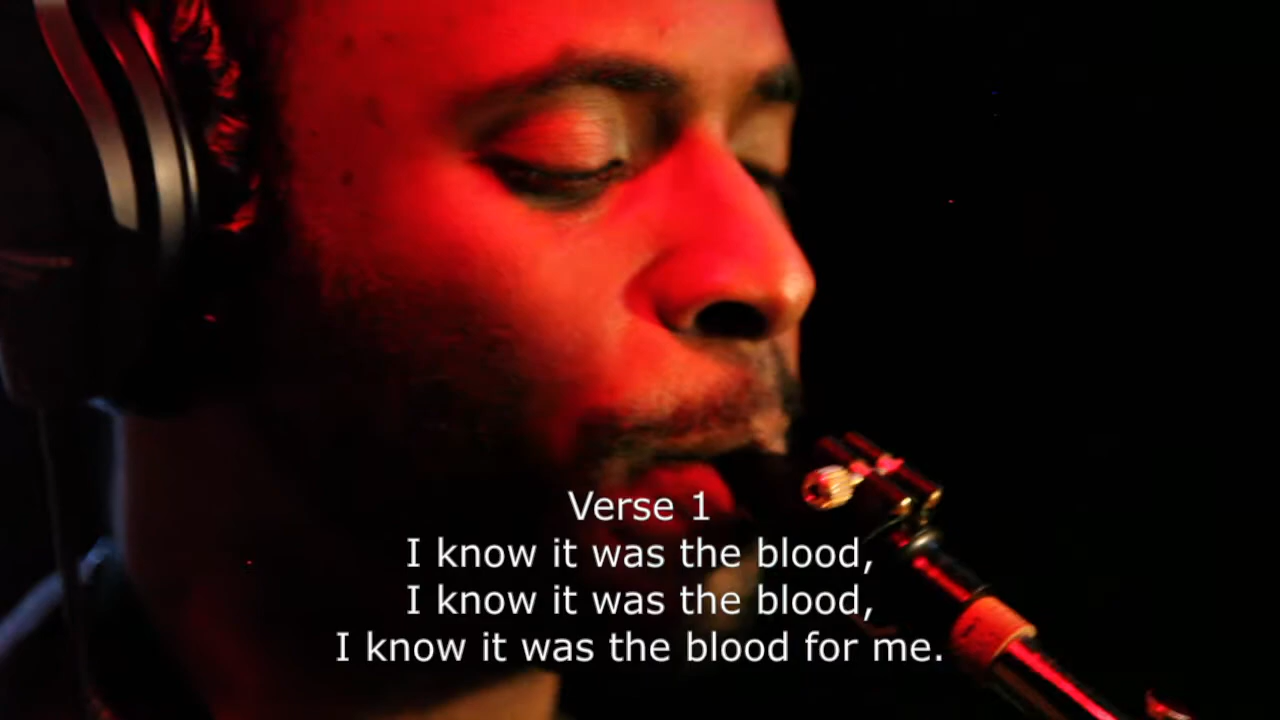 Verse 1
I know it was the blood,
I know it was the blood,
I know it was the blood for me.